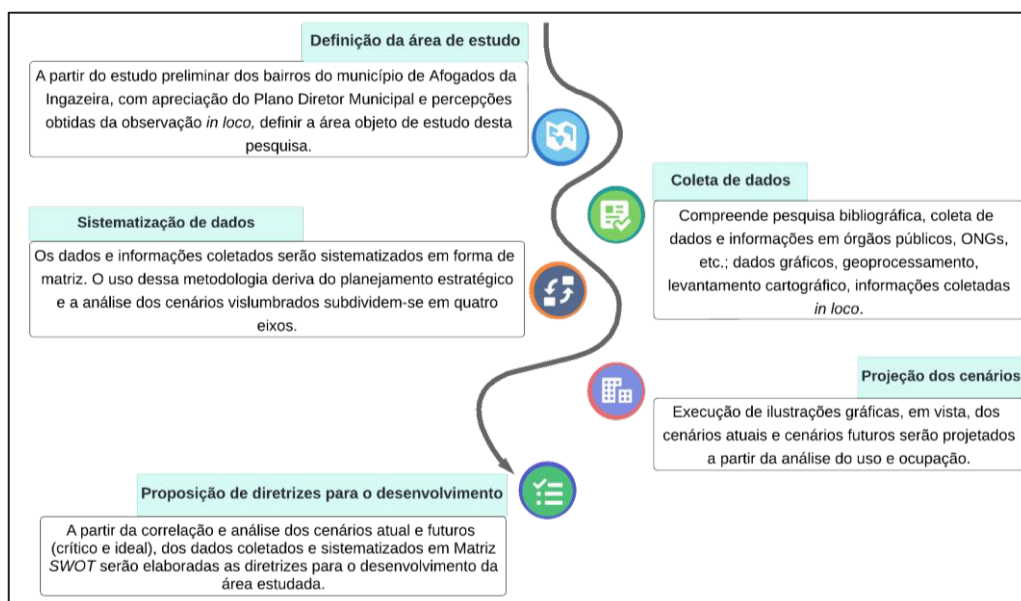 Definição da área de estudo
A partir do estudo preliminar dos bairros do município de Afogados da
Ingazeira, com apreciação do Plano Diretor Municipal e percepções
obtidas da observação in loco, definir a área objeto de estudo desta
pesquisa.
Coleta de dados
Compreende pesquisa bibliográfica, coleta de
dados e informações em órgãos públicos, ONGs,
etc.; dados gráficos, geoprocessamento,
levantamento cartográfico, informações coletadas
in loco.
Sistematização de dados
Os dados e informações coletados serão sistematizados em forma de
matriz. O uso dessa metodologia deriva do planejamento estratégico
e a análise dos cenários vislumbrados subdividem-se em quatro
eixos.
Projeção dos cenários
Execução de ilustrações gráficas, em vista, dos
cenários atuais e cenários futuros serão projetados
a partir da análise do uso e ocupação.
Proposição de diretrizes para o desenvolvimento
A partir da correlação e análise dos cenários atual e futuros
(crítico e ideal), dos dados coletados e sistematizados em Matriz
SWOT serão elaboradas as diretrizes para o desenvolvimento da
área estudada.